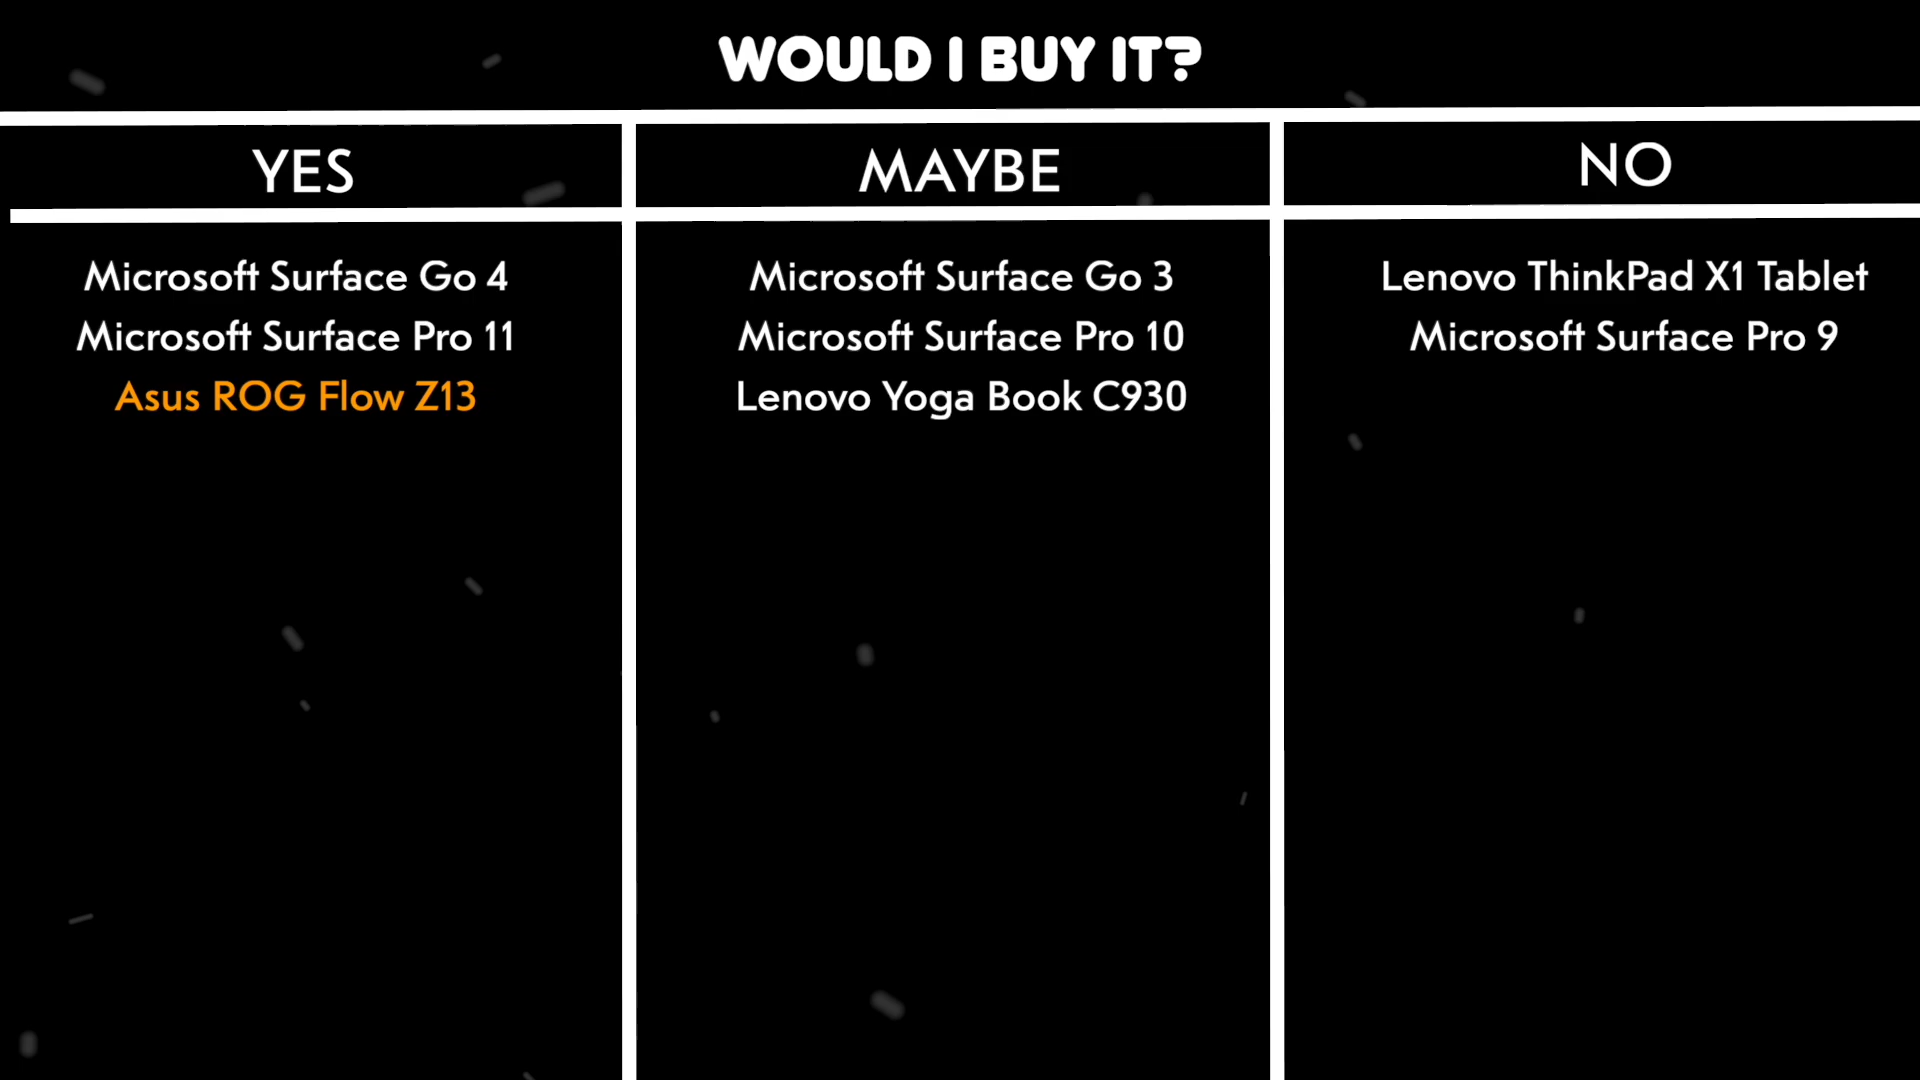 WOULD I BUY IT?
YES
MAYBE
NO
Microsoft Surface Go 4
Microsoft Surface Pro 11
Asus ROG Flow Z13
Microsoft Surface Go 3
Microsoft Surface Pro 10
Lenovo Yoga Book C930
Lenovo ThinkPad X1 Tablet
Microsoft Surface Pro 9